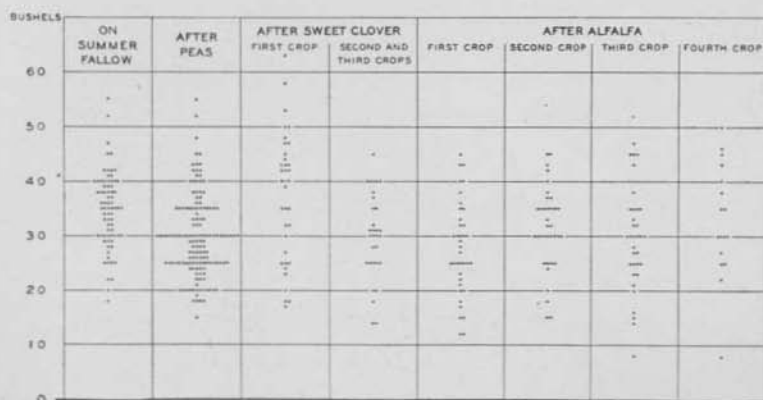 BUSHELS
ON SUMMER FALLOW
AFTER PEAS
AFTER SWEET CLOVER
FIRST CROP
SECOND AND THIRD CROPS
AFTER ALFALFA
FIRST CROP
SECOND CROP
THIRD CROP
FOURTH CROP
60
50
40
30
20
10
0